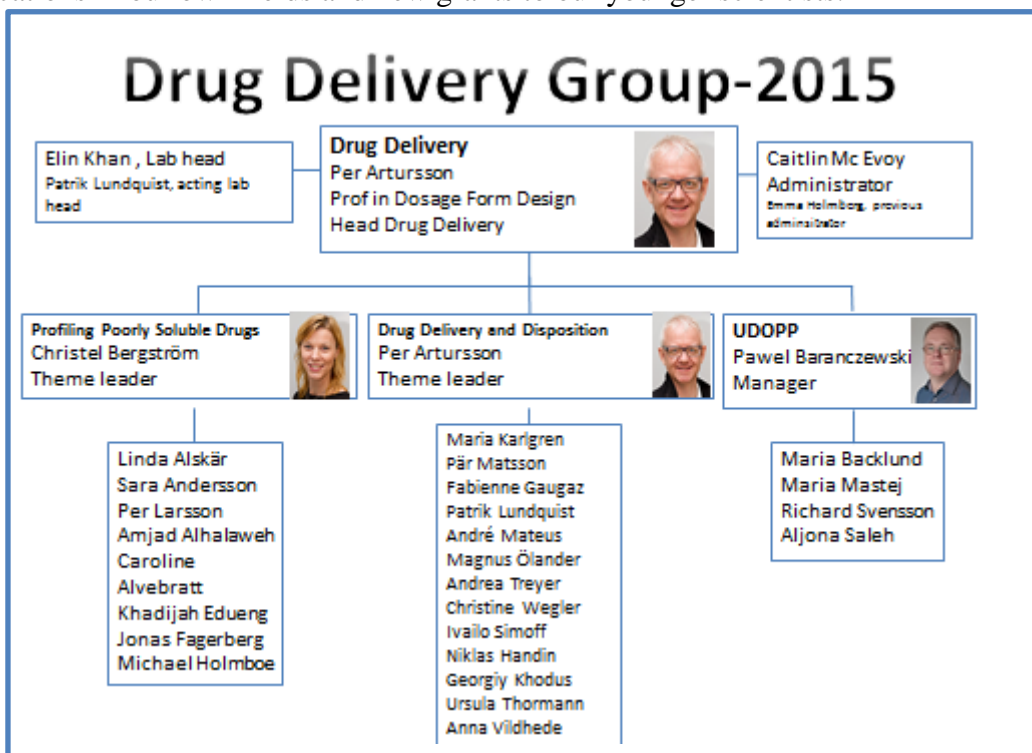 Drug Delivery Group-2015
Elin Khan , Lab head
Patrik Lundquist, acting lab
head
Drug Delivery
Per Artursson
Prof in Dosage Form Design
Head Drug Delivery
Caitlin Mc Evoy
Administrator
Emma Holmborg, previous
adminsitrator
Profiling Poorly Soluble Drugs
Christel Bergström
Theme leader
Drug Delivery and Disposition
Per Artursson
Theme leader
UDOPP
Pawel Baranczewski
Manager
Linda Alskär
Sara Andersson
Per Larsson
Amjad Alhalaweh
Caroline
Alvebratt
Khadijah Edueng
Jonas Fagerberg
Michael Holmboe
Maria Karlgren
Pär Matsson
Fabienne Gaugaz
Patrik Lundquist
André Mateus
Magnus Ölander
Andrea Treyer
Christine Wegler
Ivailo Simoff
Niklas Handin
Georgiy Khodus
Ursula Thormann
Anna Vildhede
Maria Backlund
Maria Mastej
Richard Svensson
Aljona Saleh